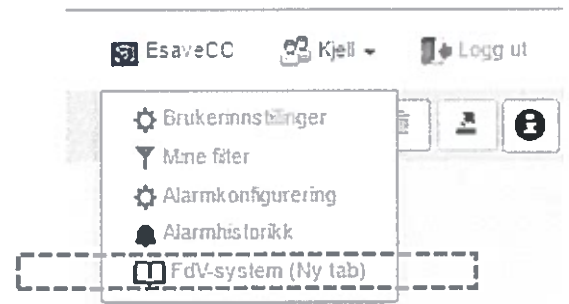 EsaveCC Kjell Logg ut
Brukerinnstillinger
Mine filter
Alarmkonfigurering
Alarmhistorikk
FdV-system (Ny tab)